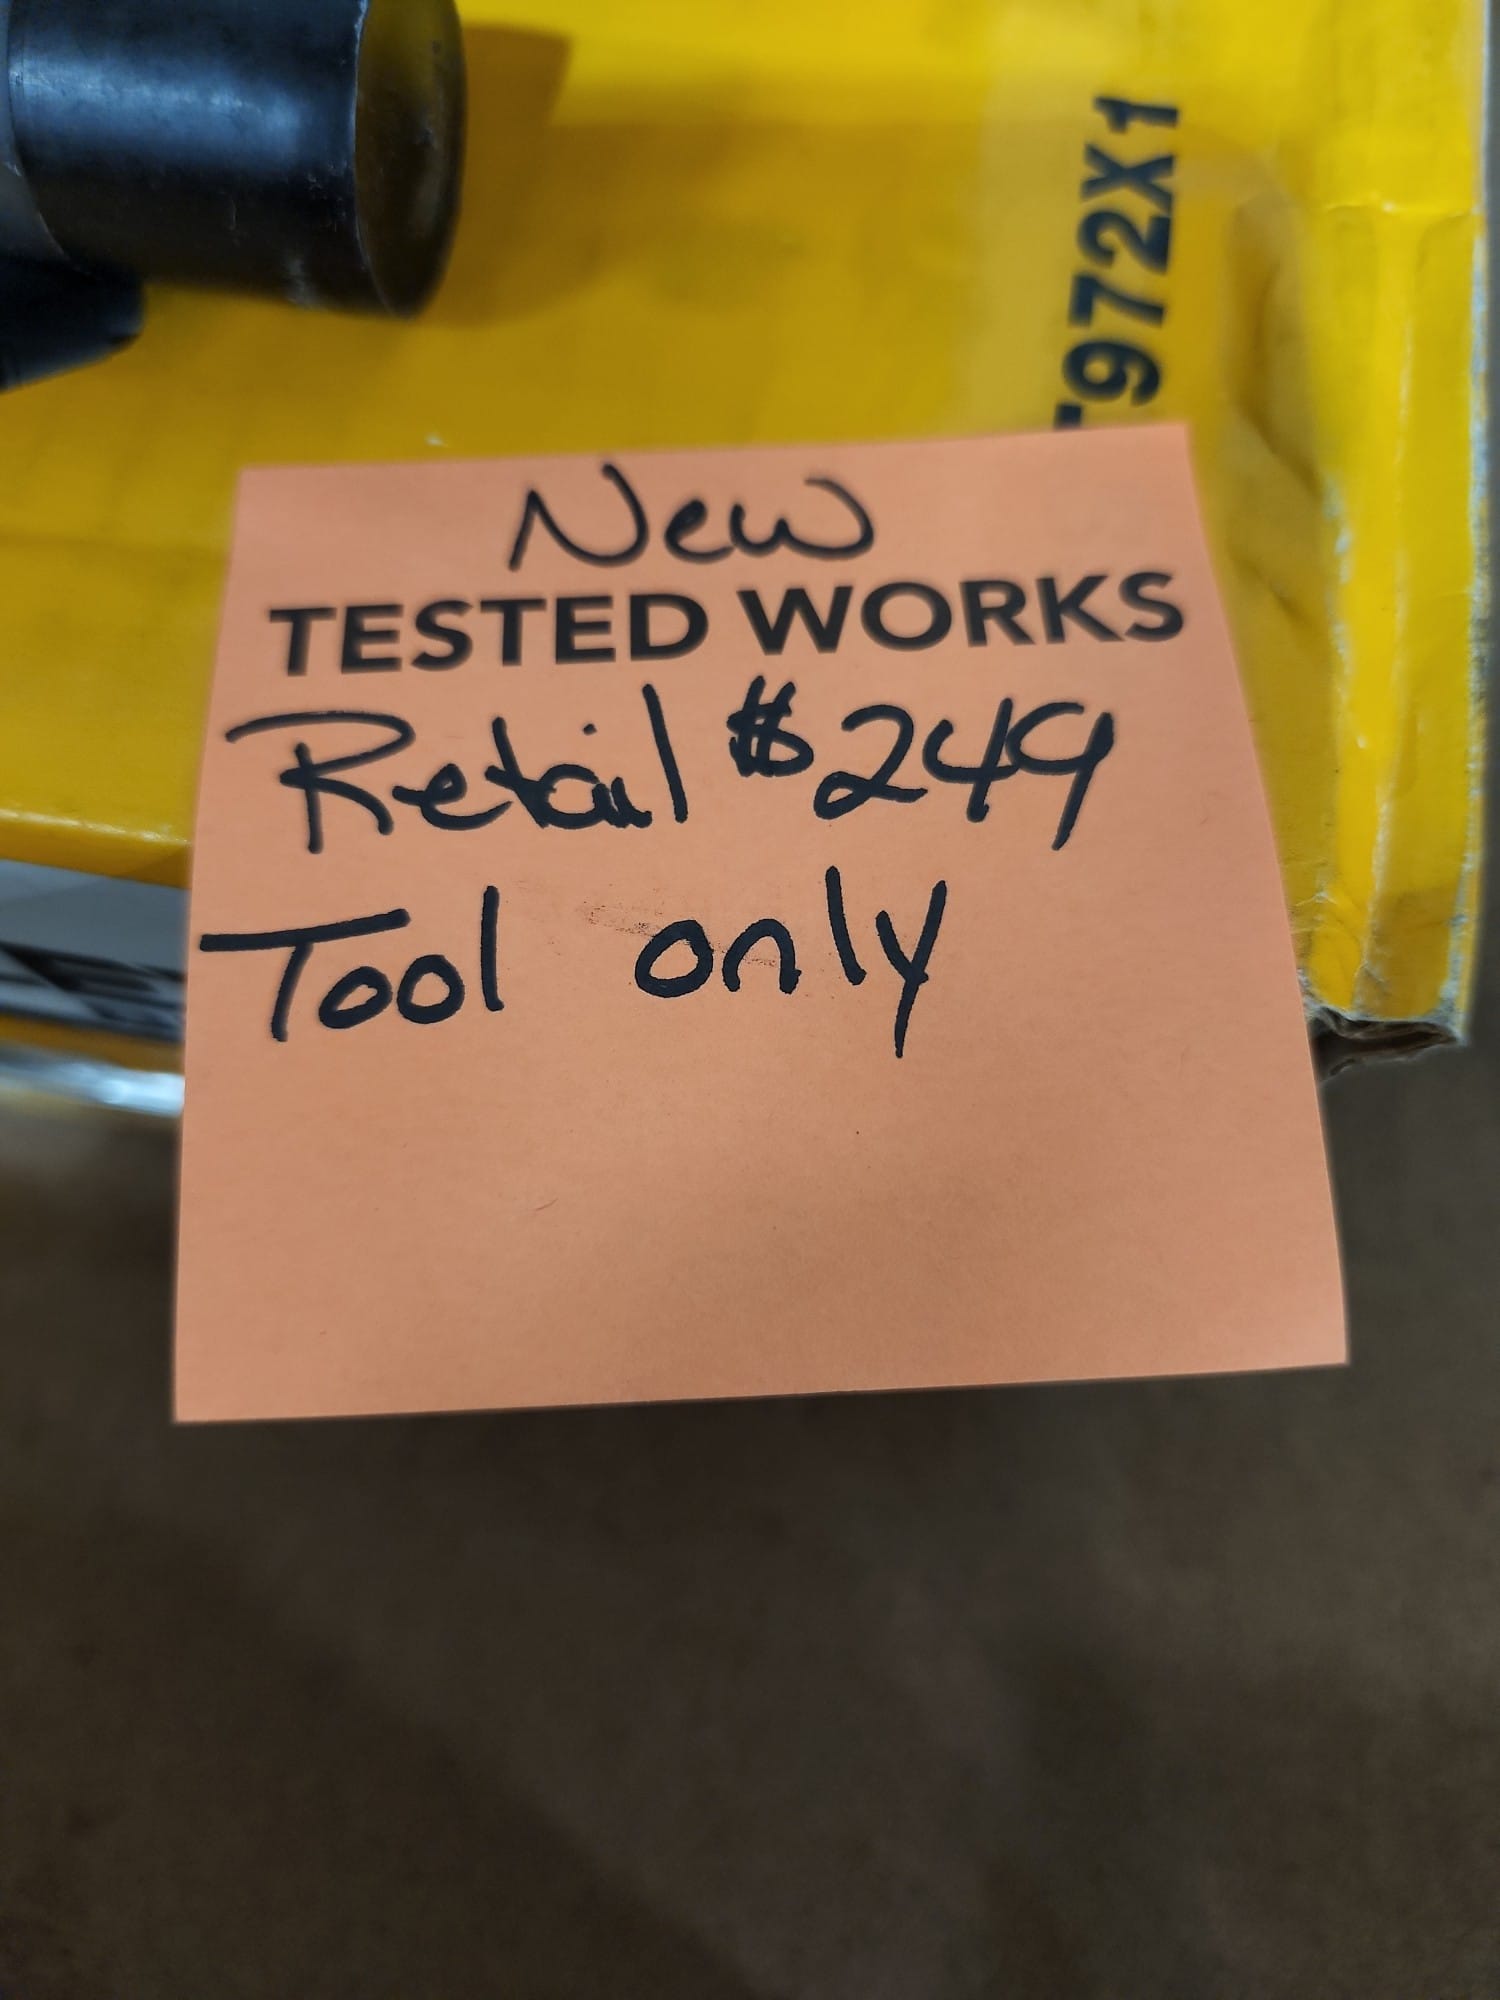 972X1
New
TESTED WORKS
Retail $249
Tool only